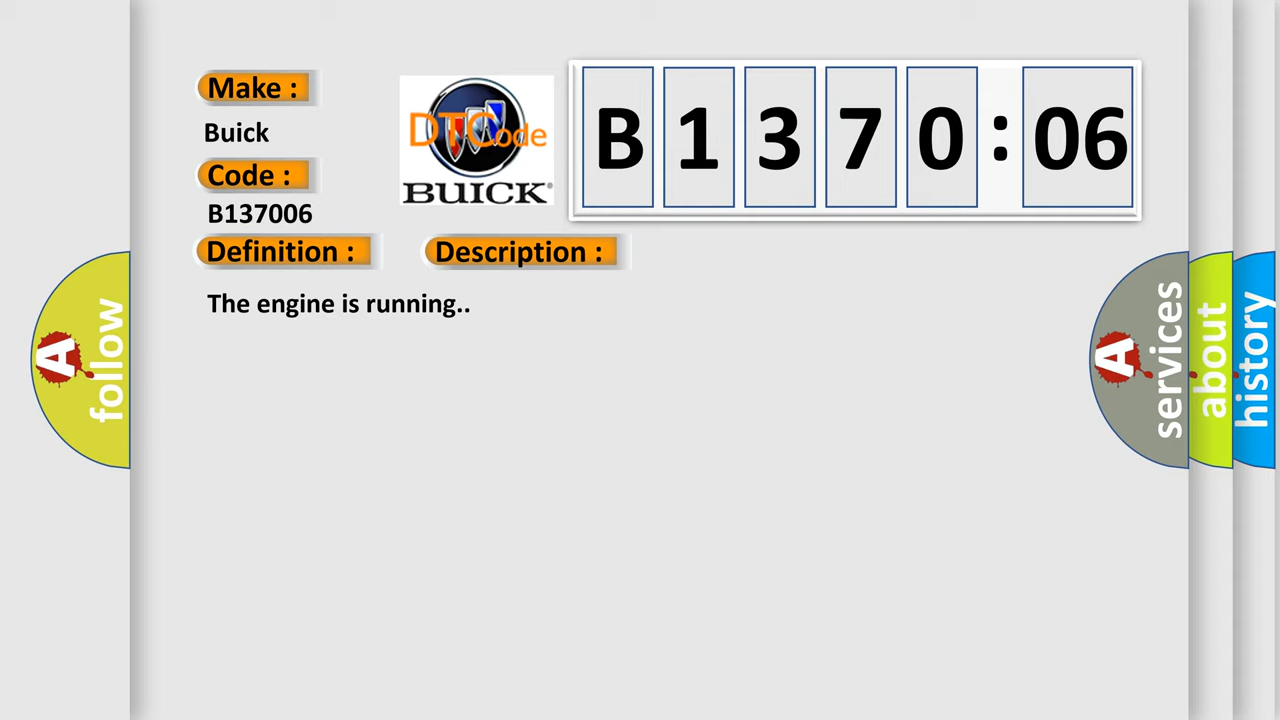 Make :
Buick
Code :
B137006
DTCode
BUICK®
B 1 3 7 0 : 06
Definition :
Description :
The engine is running..
A follow
A services
about
history